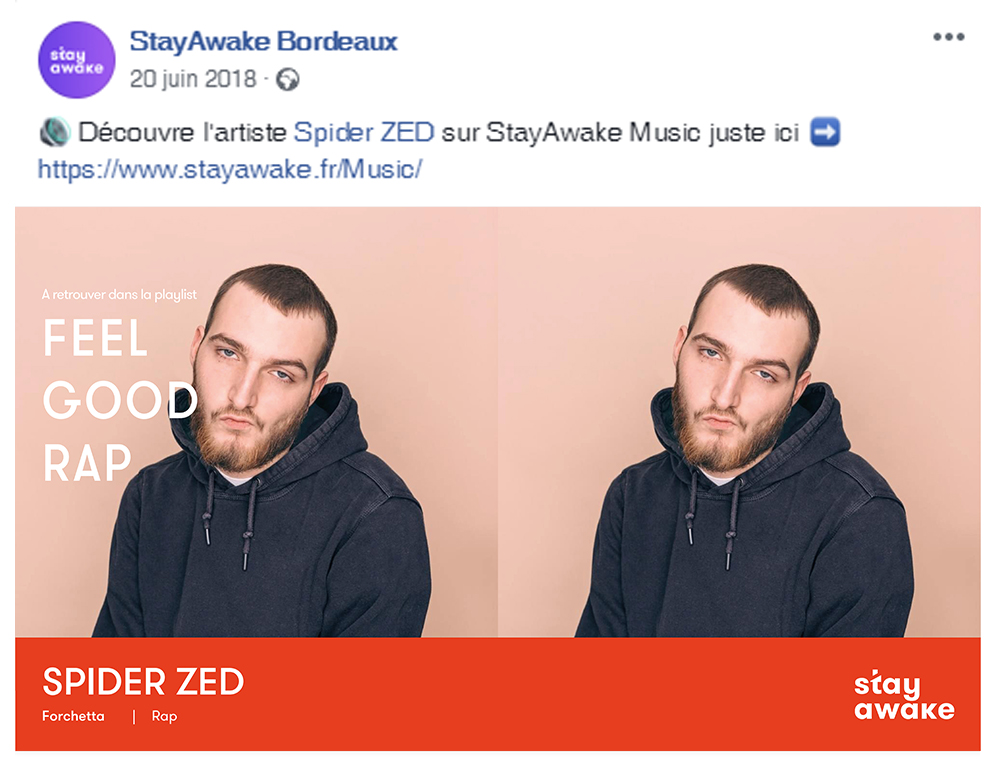 stay
awake
StayAwake Bordeaux
20 juin 2018 ·
Découvre l'artiste Spider ZED sur StayAwake Music juste ici ➡
https://www.stayawake.fr/Music/
A retrouver dans la playlist
FEEL
GOOD
RAP
SPIDER ZED
Forchetta | Rap
stay
awake